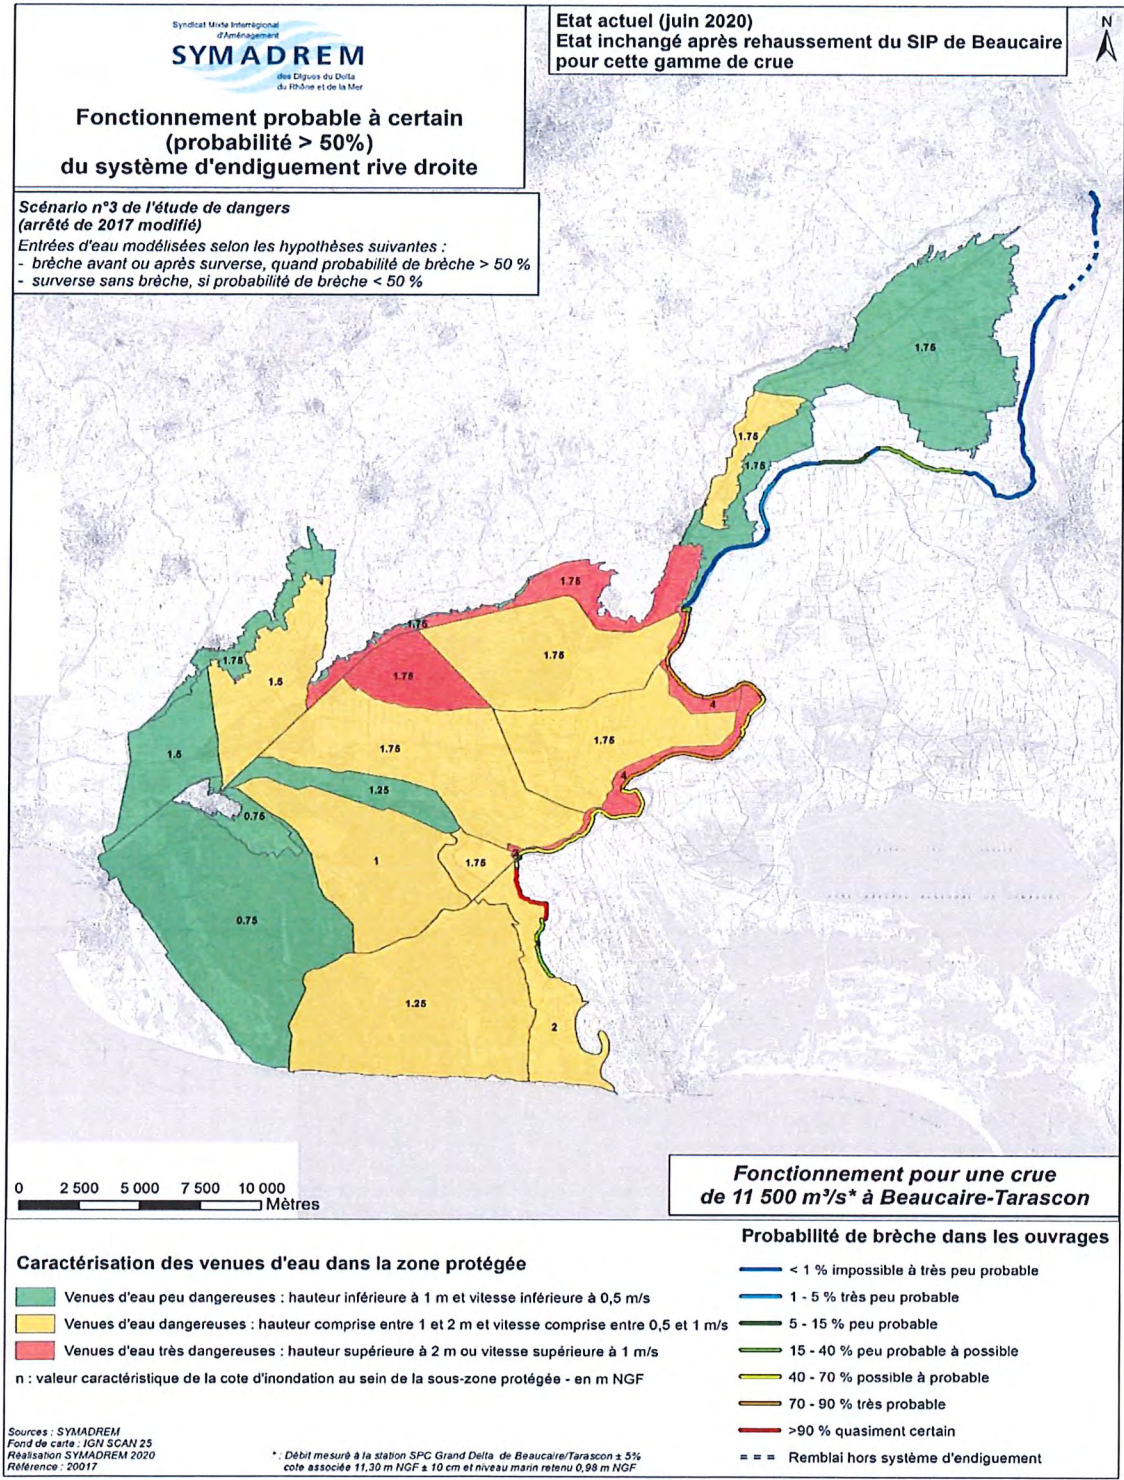 Syndicat Mixte Interrégional
d'Aménagement
SYMADREM
des Digues du Delta
du Rhône et de la Mer
Fonctionnement probable à certain
(probabilité > 50%)
du système d'endiguement rive droite
Etat actuel (juin 2020)
Etat inchangé après rehaussement du SIP de Beaucaire
pour cette gamme de crue
N
Scénario n°3 de l'étude de dangers
(arrêté de 2017 modifié)
Entrées d'eau modélisées selon les hypothèses suivantes :
- brèche avant ou après surverse, quand probabilité de brèche > 50 %
- surverse sans brèche, si probabilité de brèche < 50 %
1.75
1.75
1.75
1.75
1.75
1.75
1.75
1.5
1.75
4
1.5
1.75
1.75
4
1.25
0.75
1
1.75
3
0.75
1.25
2
0 2 500 5 000 7 500 10 000
Mètres
Fonctionnement pour une crue
de 11 500 m³/s* à Beaucaire-Tarascon
Caractérisation des venues d'eau dans la zone protégée
Venues d'eau peu dangereuses : hauteur inférieure à 1 m et vitesse inférieure à 0,5 m/s
Venues d'eau dangereuses : hauteur comprise entre 1 et 2 m et vitesse comprise entre 0,5 et 1 m/s
Venues d'eau très dangereuses : hauteur supérieure à 2 m ou vitesse supérieure à 1 m/s
n : valeur caractéristique de la cote d'inondation au sein de la sous-zone protégée - en m NGF
Probabilité de brèche dans les ouvrages
< 1 % impossible à très peu probable
1 - 5 % très peu probable
5 - 15 % peu probable
15 - 40 % peu probable à possible
40 - 70 % possible à probable
70 - 90 % très probable
>90 % quasiment certain
Remblai hors système d'endiguement
Sources : SYMADREM
Fond de carte : IGN SCAN 25
Réalisation SYMADREM 2020
Référence : 20017
* : Débit mesuré à la station SPC Grand Delta de Beaucaire/Tarascon ± 5%
cote associée 11,30 m NGF ± 10 cm et niveau marin retenu 0,98 m NGF